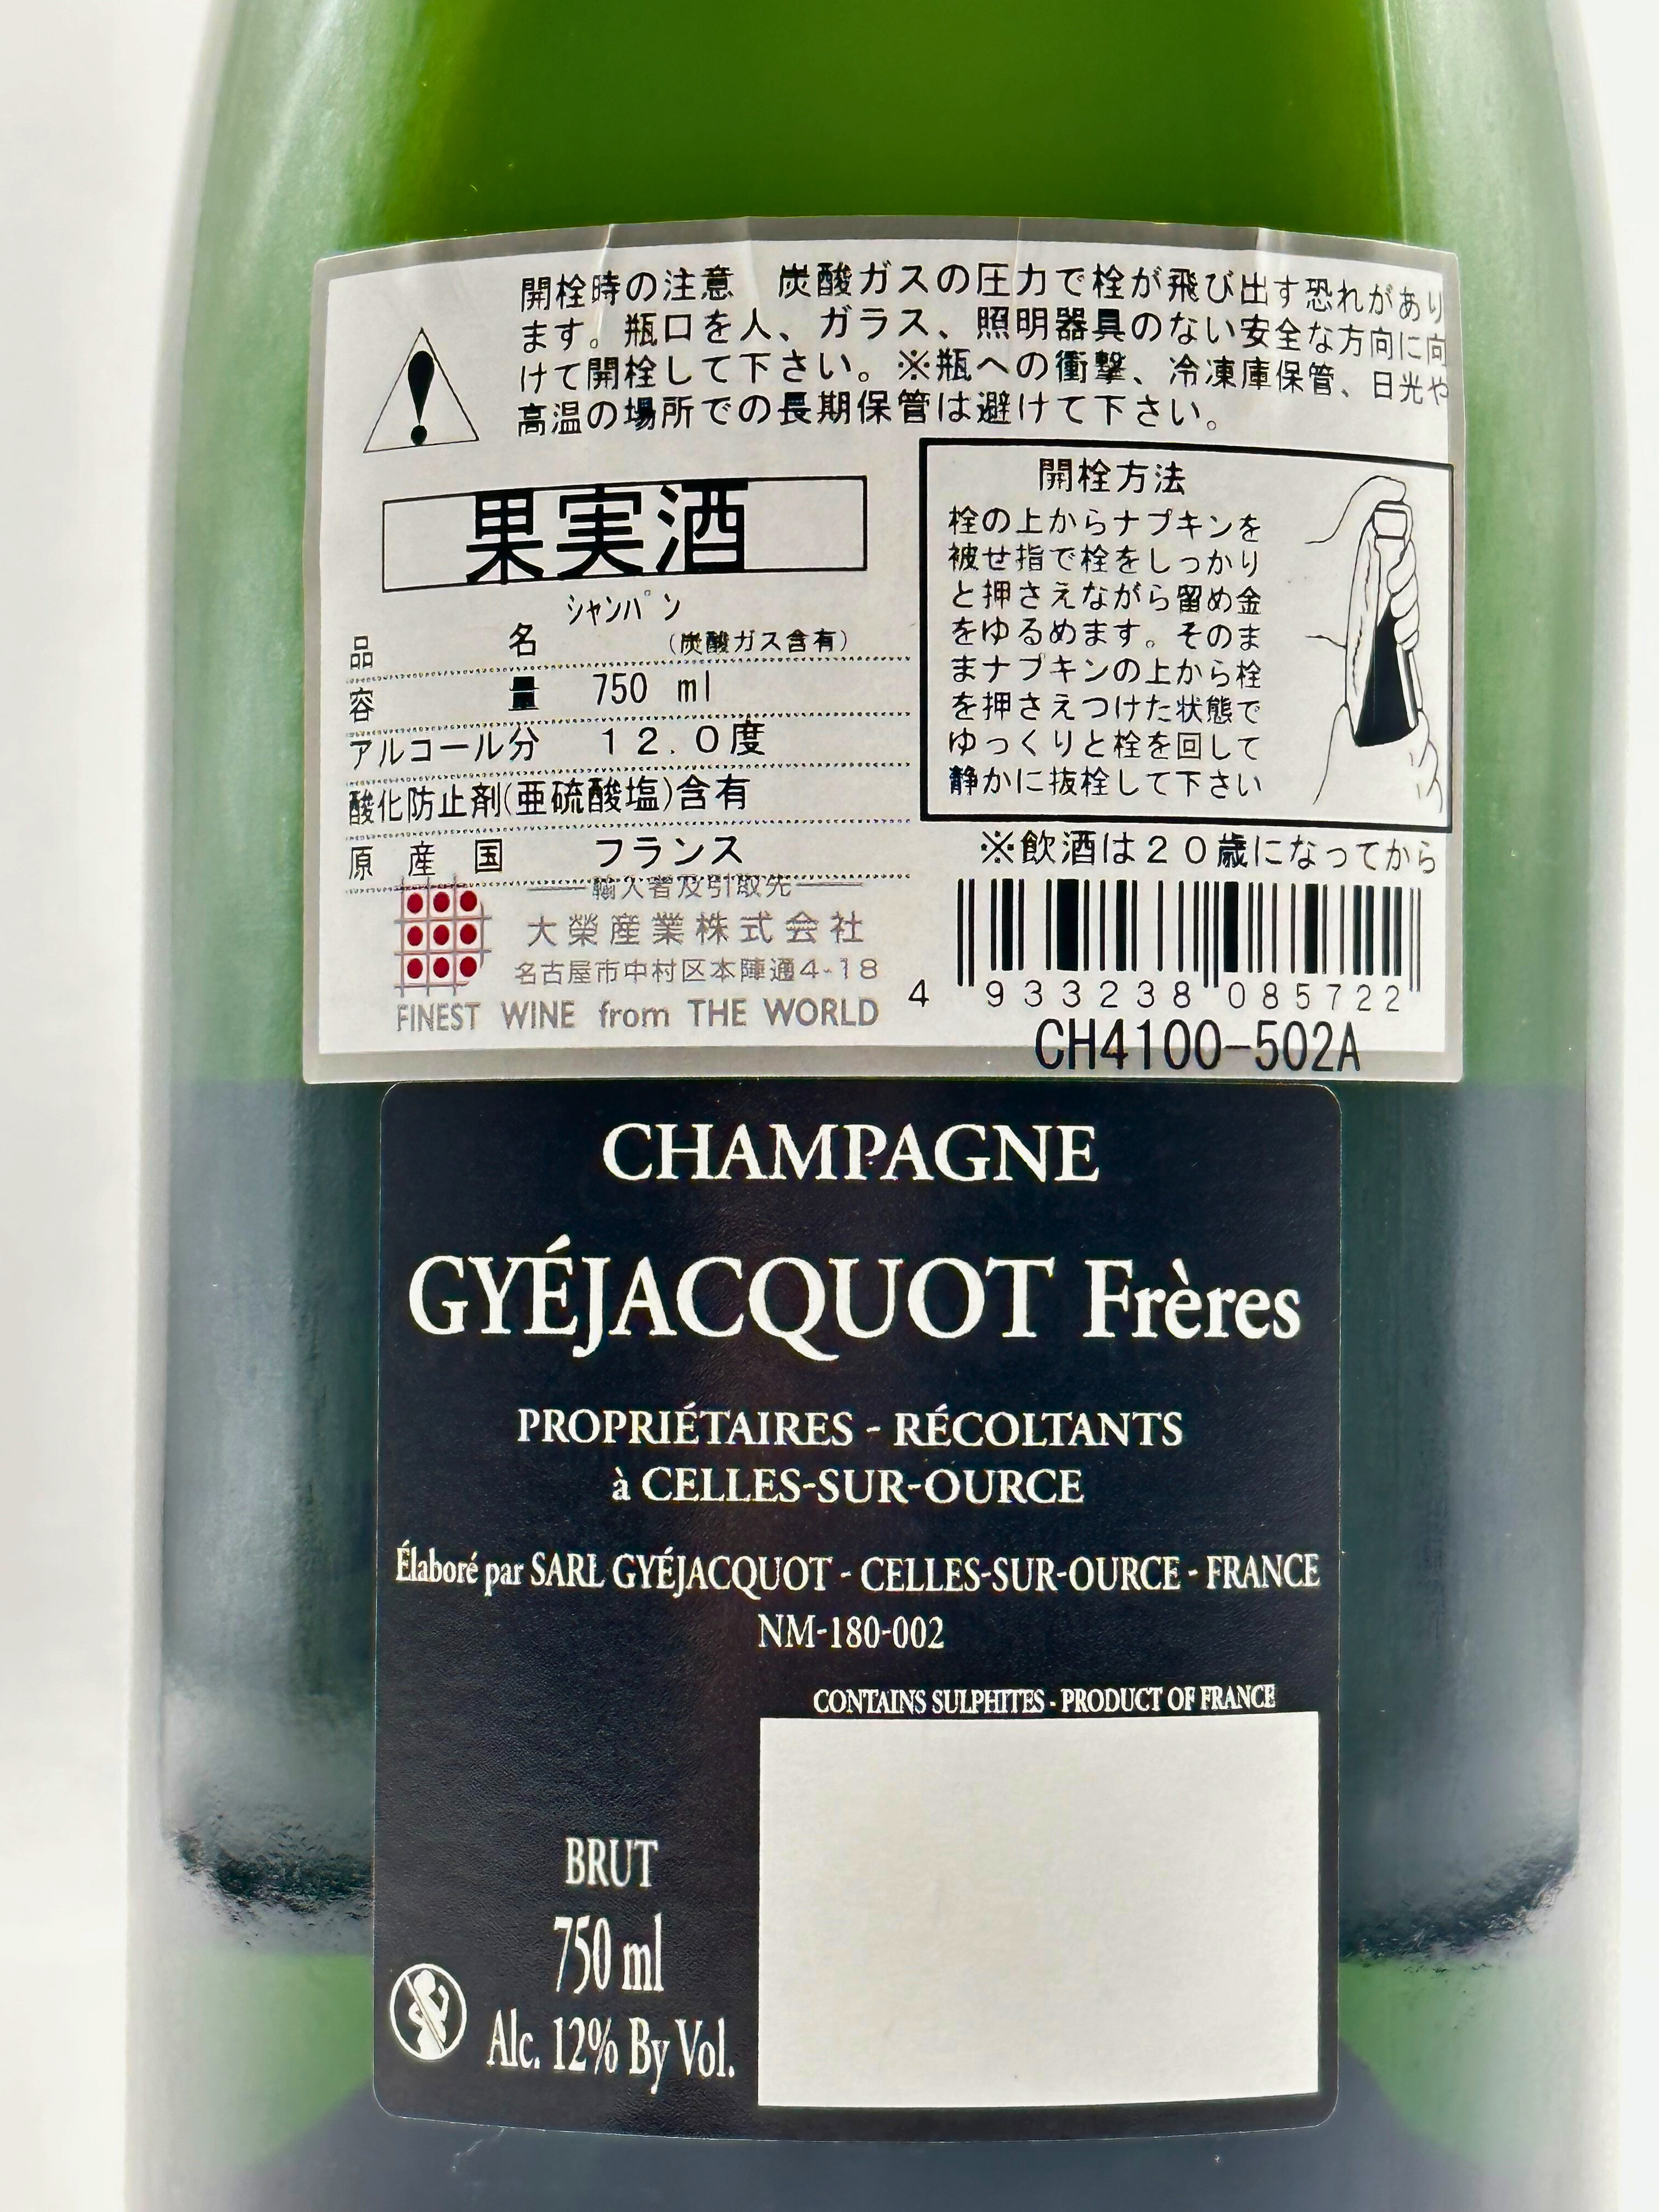 開栓時の注意　炭酸ガスの圧力で栓が飛び出す恐れがあり
ます。瓶口を人、ガラス、照明器具のない安全な方向に向
けて開栓して下さい。※瓶への衝撃、冷凍庫保管、日光や
高温の場所での長期保管は避けて下さい。
果実酒
品名 シャンパン
（炭酸ガス含有）
容量 750 ml
アルコール分 １２.０度
酸化防止剤(亜硫酸塩)含有
原産国 フランス
輸入者及引取先
大榮産業株式会社
名古屋市中村区本陣通4-18
FINEST WINE from THE WORLD
開栓方法
栓の上からナプキンを
被せ指で栓をしっかり
と押さえながら留め金
をゆるめます。そのま
まナプキンの上から栓
を押さえつけた状態で
ゆっくりと栓を回して
静かに抜栓して下さい
※飲酒は２０歳になってから
4 933238 085722
CH4100-502A
CHAMPAGNE
GYÉJACQUOT Frères
PROPRIÉTAIRES - RÉCOLTANTS
à CELLES-SUR-OURCE
Élaboré par SARL GYÉJACQUOT - CELLES-SUR-OURCE - FRANCE
NM-180-002
CONTAINS SULPHITES - PRODUCT OF FRANCE
BRUT
750 ml
Alc. 12% By Vol.